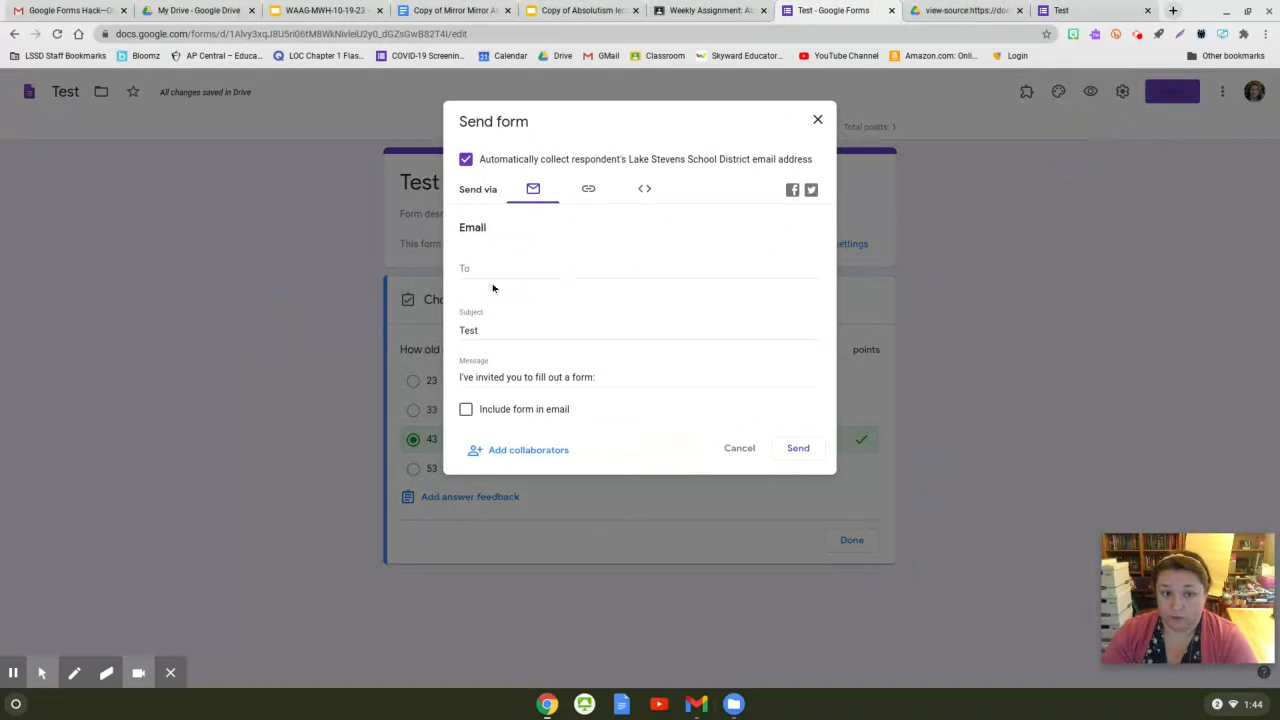 Google Forms Hack—O
My Drive - Google Drive
WAAG-MWH-10-19-23
Copy of Mirror Mirror A
Copy of Absolutism lec
Weekly Assignment: Ab
Test - Google Forms
view-source:https://do
Test
docs.google.com/forms/d/
/edit
LSSD Staff Bookmarks
Bloomz
AP Central – Educa...
LOC Chapter 1 Flas...
COVID-19 Screenin...
Calendar
Drive
GMail
Classroom
Skyward Educator...
YouTube Channel
Amazon.com: Onli...
Login
Other bookmarks
Test
All changes saved in Drive
Total points: 1
Send form
Automatically collect respondent's Lake Stevens School District email address
Send via
Test
Form desc
Email
This form
ettings
To
Cho
Subject
Test
How old
points
Message
I've invited you to fill out a form:
23
33
Include form in email
43
Add collaborators
Cancel
Send
53
Add answer feedback
Done
2
1:44